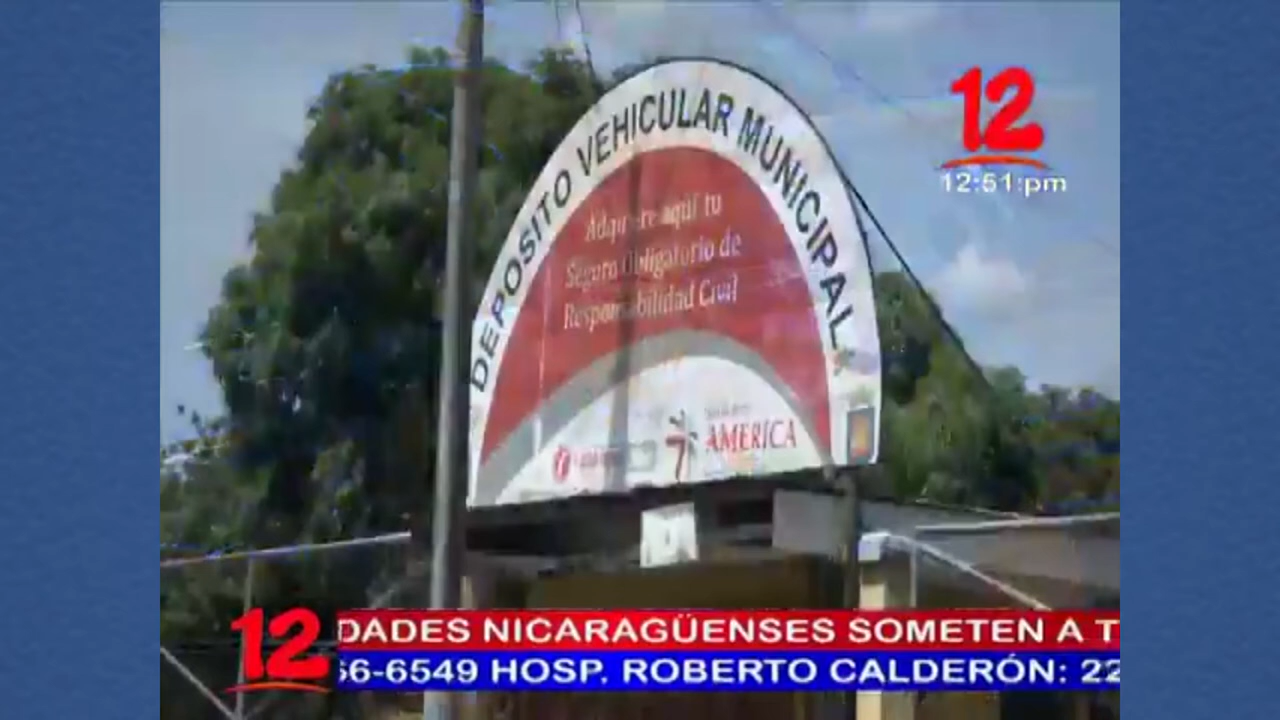 12
12:51:pm
DEPOSITO VEHICULAR MUNICIPAL
Adquiere aquí tu
Seguro Obligatorio de
Responsabilidad Civil
AMERICA
12
DADES NICARAGÜENSES SOMETEN A T
66-6549 HOSP. ROBERTO CALDERÓN: 22